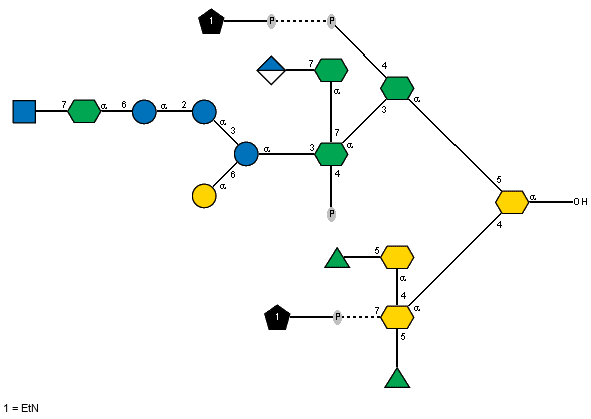 1 P P
4
7 α α
7 α 6 α 2 α 3
7 3
3 α α 5
6 α 4
P α OH
4
5 α
4
1 P 7 α
5
1 = EtN